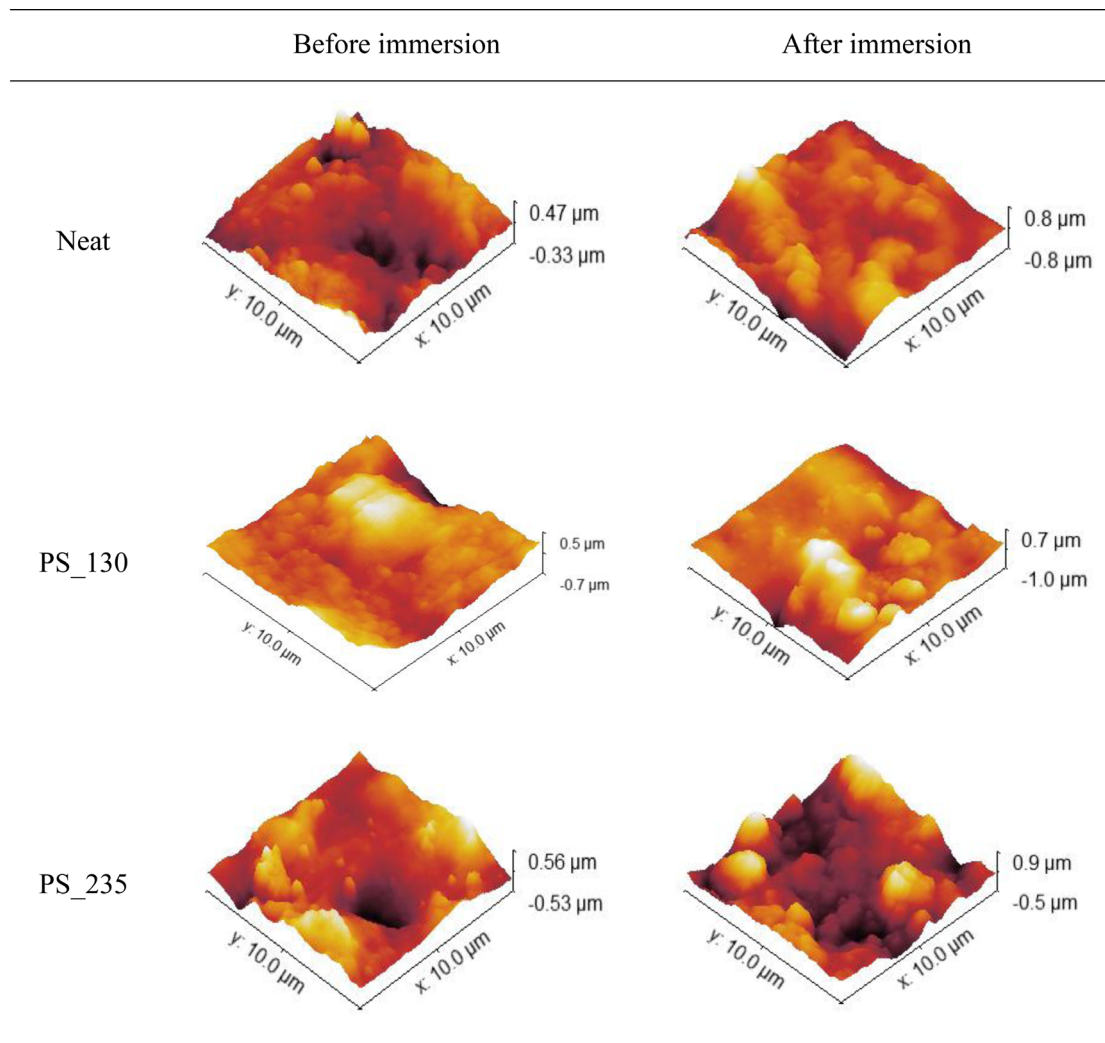 Before immersion After immersion
Neat
0.47 µm
-0.33 µm
y: 10.0 µm
x: 10.0 µm
0.8 µm
-0.8 µm
y: 10.0 µm
x: 10.0 µm
PS_130
0.5 µm
-0.7 µm
y: 10.0 µm
x: 10.0 µm
0.7 µm
-1.0 µm
y: 10.0 µm
x: 10.0 µm
PS_235
0.56 µm
-0.53 µm
y: 10.0 µm
x: 10.0 µm
0.9 µm
-0.5 µm
y: 10.0 µm
x: 10.0 µm